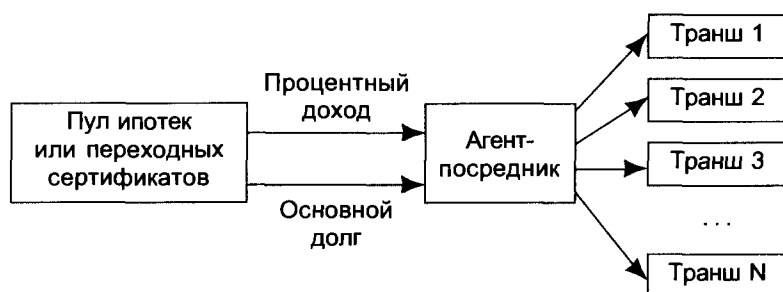 Пул ипотек
или переходных
сертификатов
Процентный
доход
Основной
долг
Агент-
посредник
Транш 1
Транш 2
Транш 3
...
Транш N